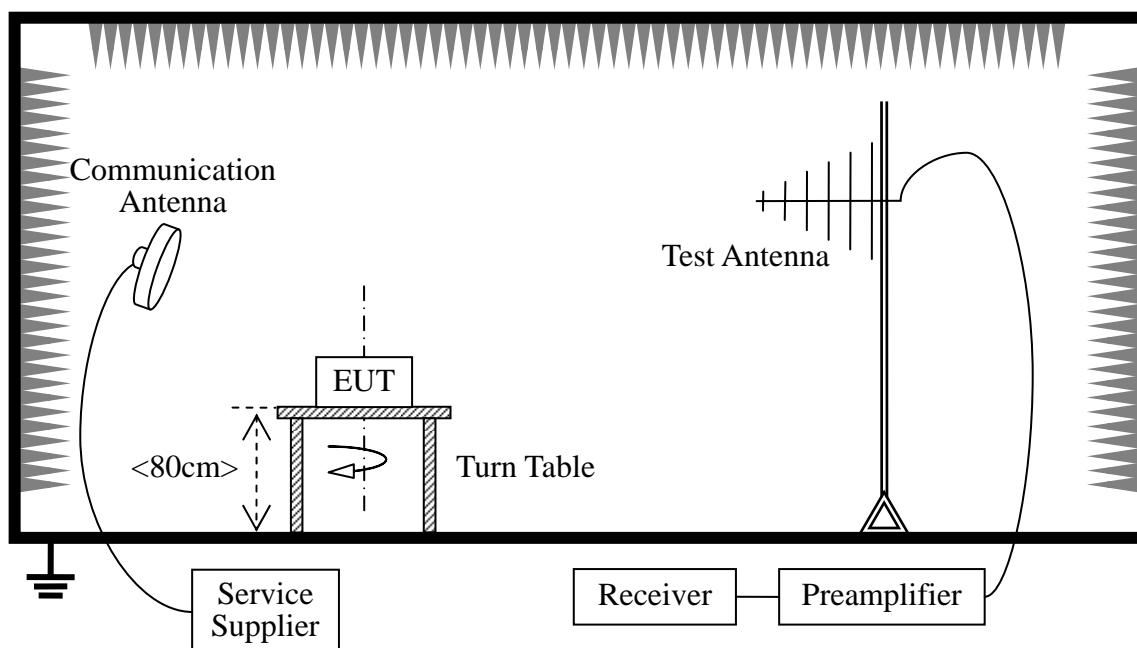 Communication
Antenna
Test Antenna
EUT
<80cm>
Turn Table
Service
Supplier
Receiver
Preamplifier